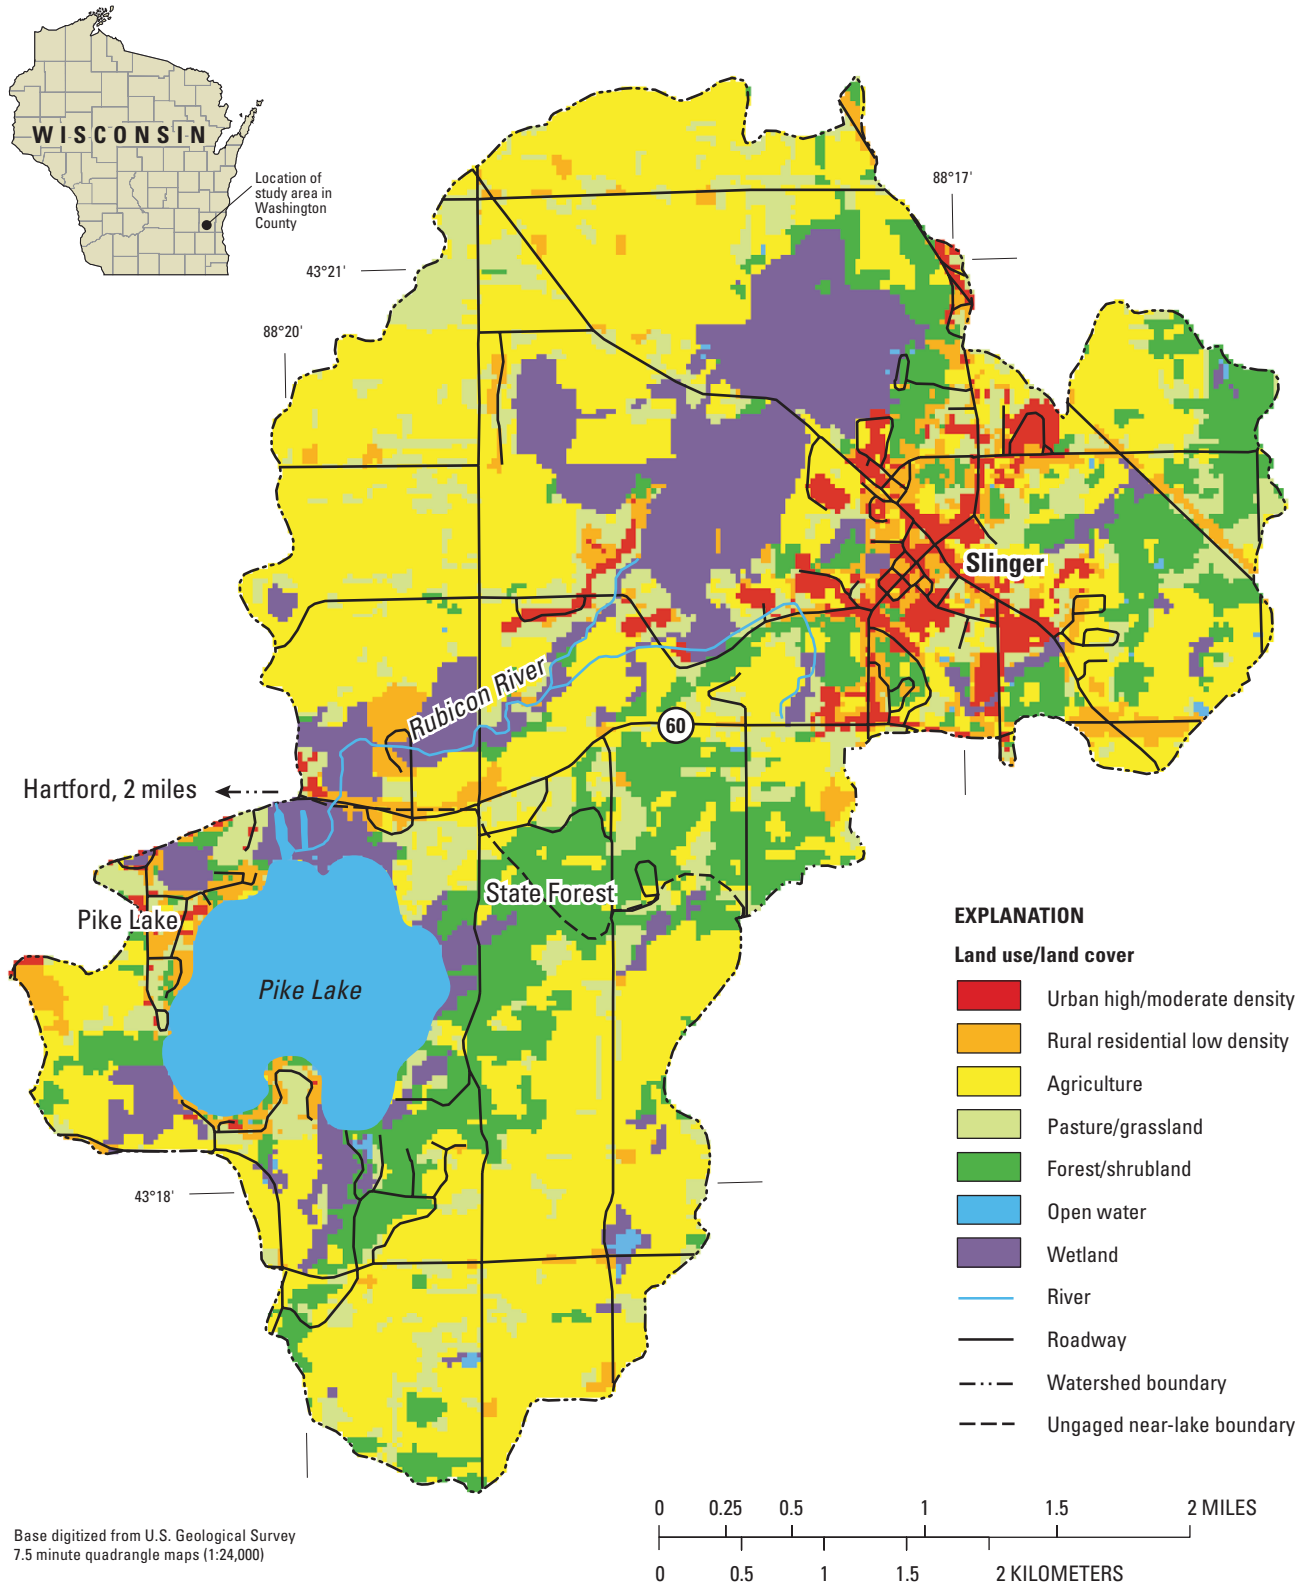 WISCONSIN
Location of
study area in
Washington
County
88°17'
43°21'
88°20'
Slinger
Rubicon River
60
Hartford, 2 miles
State Forest
Pike Lake
Pike Lake
43°18'
EXPLANATION
Land use/land cover
Urban high/moderate density
Rural residential low density
Agriculture
Pasture/grassland
Forest/shrubland
Open water
Wetland
River
Roadway
Watershed boundary
Ungaged near-lake boundary
0 0.25 0.5 1 1.5 2 MILES
0 0.5 1 1.5 2 KILOMETERS
Base digitized from U.S. Geological Survey
7.5 minute quadrangle maps (1:24,000)